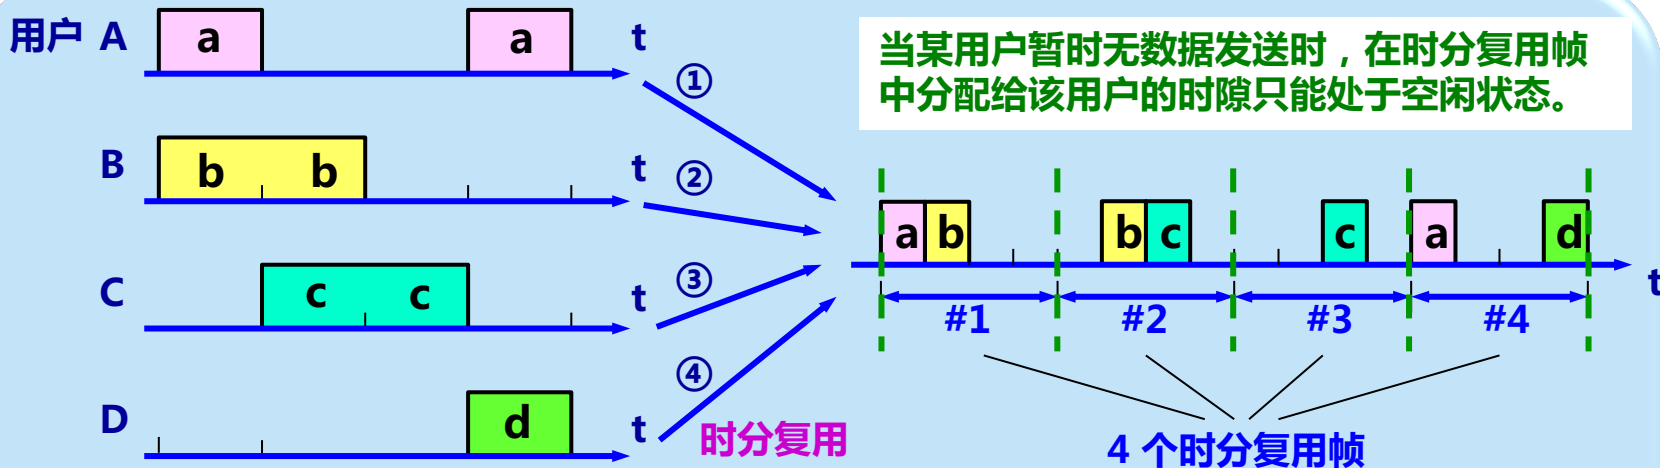 用户 A a a t
①
当某用户暂时无数据发送时，在时分复用帧
中分配给该用户的时隙只能处于空闲状态。
B b b t
②
a b b c c a d
t
C c c t
③
#1 #2 #3 #4
④
D d t
时分复用
4 个时分复用帧